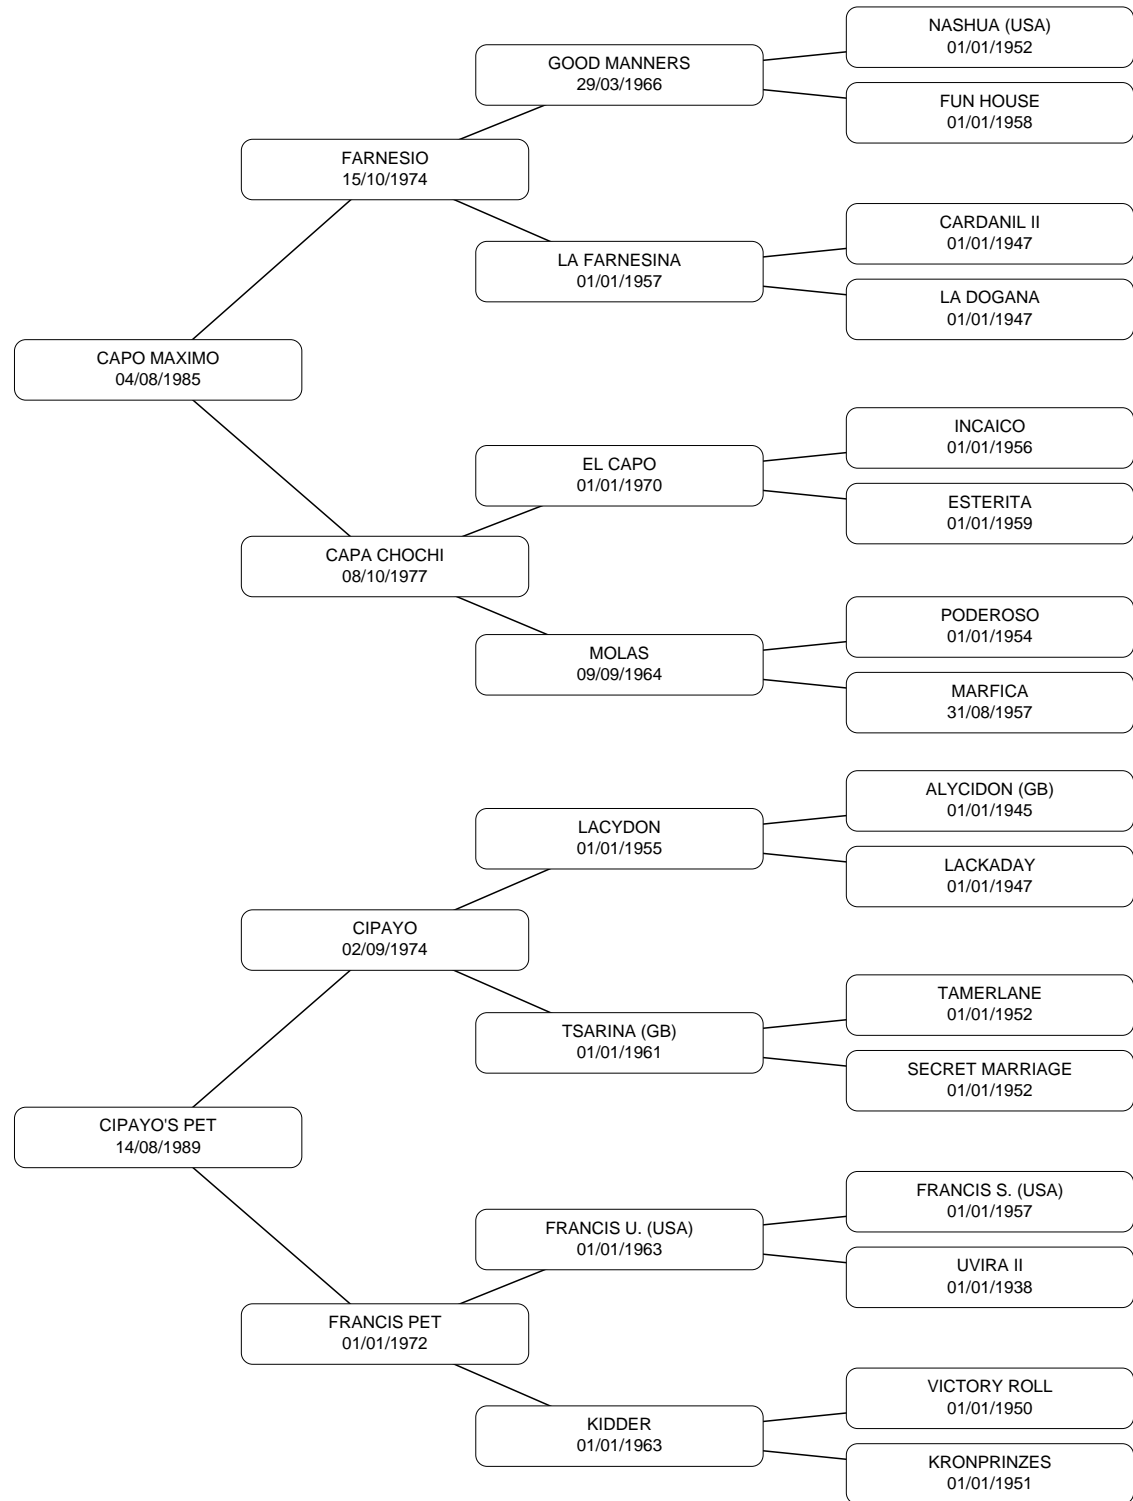 NASHUA (USA)
01/01/1952
GOOD MANNERS
29/03/1966
FUN HOUSE
01/01/1958
FARNESIO
15/10/1974
CARDANIL II
01/01/1947
LA FARNESINA
01/01/1957
LA DOGANA
01/01/1947
CAPO MAXIMO
04/08/1985
INCAICO
01/01/1956
EL CAPO
01/01/1970
ESTERITA
01/01/1959
CAPA CHOCHI
08/10/1977
PODEROSO
01/01/1954
MOLAS
09/09/1964
MARFICA
31/08/1957
ALYCIDON (GB)
01/01/1945
LACYDON
01/01/1955
LACKADAY
01/01/1947
CIPAYO
02/09/1974
TAMERLANE
01/01/1952
TSARINA (GB)
01/01/1961
SECRET MARRIAGE
01/01/1952
CIPAYO'S PET
14/08/1989
FRANCIS S. (USA)
01/01/1957
FRANCIS U. (USA)
01/01/1963
UVIRA II
01/01/1938
FRANCIS PET
01/01/1972
VICTORY ROLL
01/01/1950
KIDDER
01/01/1963
KRONPRINZES
01/01/1951